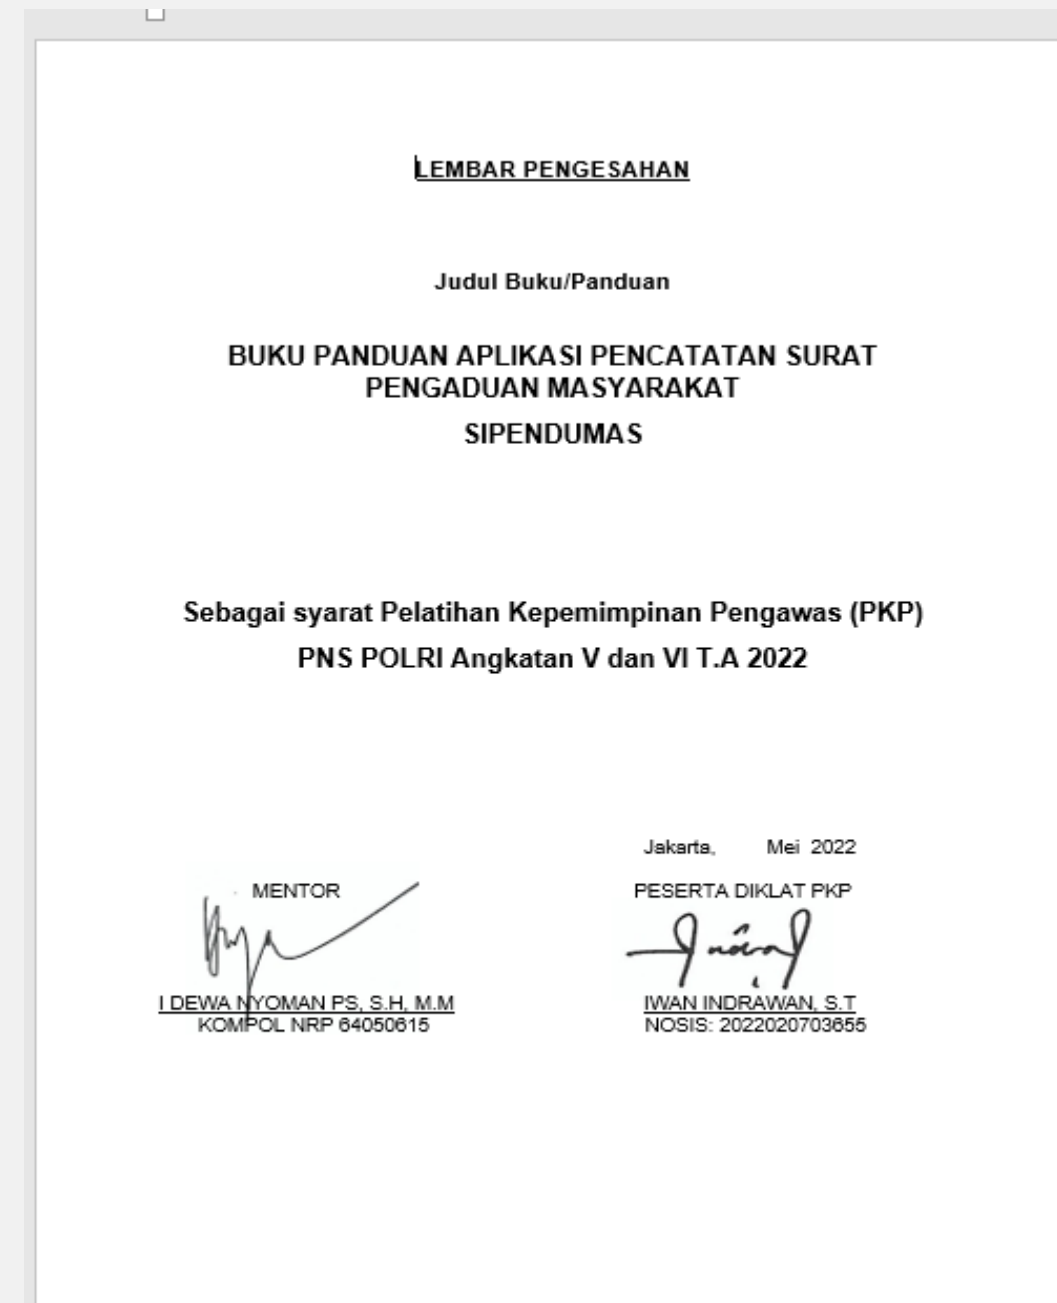 LEMBAR PENGESAHAN
Judul Buku/Panduan
BUKU PANDUAN APLIKASI PENCATATAN SURAT
PENGADUAN MASYARAKAT
SIPENDUMAS
Sebagai syarat Pelatihan Kepemimpinan Pengawas (PKP)
PNS POLRI Angkatan V dan VI T.A 2022
Jakarta, Mei 2022
MENTOR
I DEWA NYOMAN PS, S.H, M.M
KOMPOL NRP 64050615
PESERTA DIKLAT PKP
IWAN INDRAWAN, S.T
NOSIS: 2022020703655